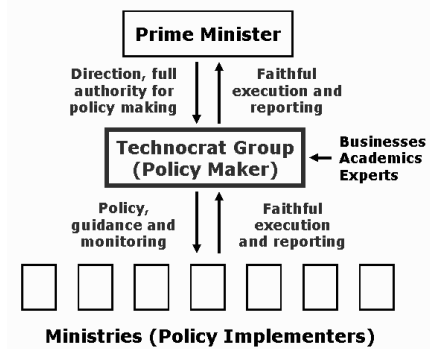 Prime Minister
Direction, full
authority for
policy making
Faithful
execution and
reporting
Technocrat Group
(Policy Maker)
Businesses
Academics
Experts
Policy,
guidance and
monitoring
Faithful
execution
and reporting
Ministries (Policy Implementers)